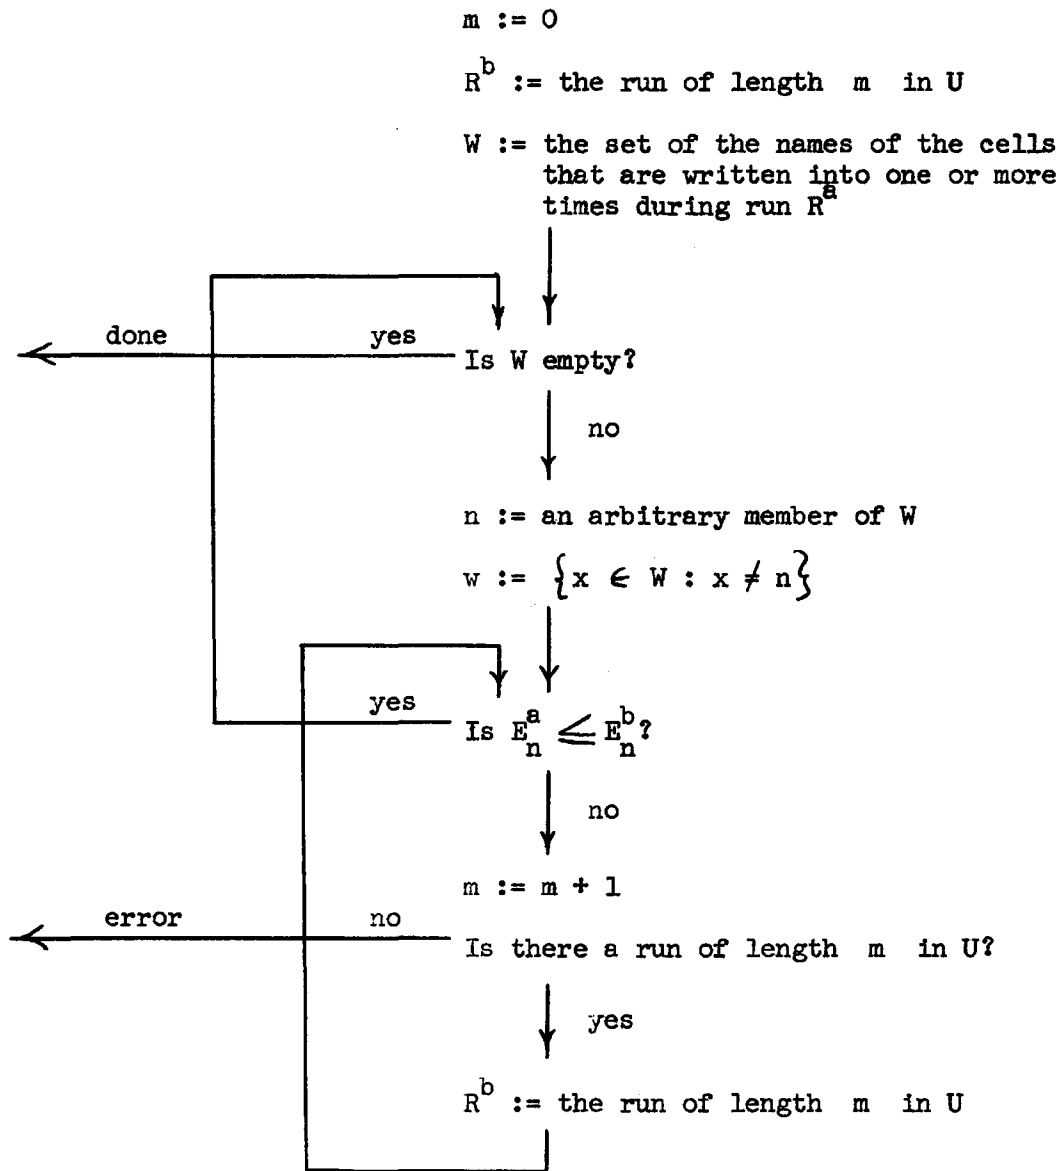 m := 0
R^b := the run of length m in U
W := the set of the names of the cells
that are written into one or more
times during run R^a
done
yes
Is W empty?
no
n := an arbitrary member of W
w := {x ∈ W : x ≠ n}
yes
Is E_n^a ≦ E_n^b?
no
m := m + 1
error
no
Is there a run of length m in U?
yes
R^b := the run of length m in U